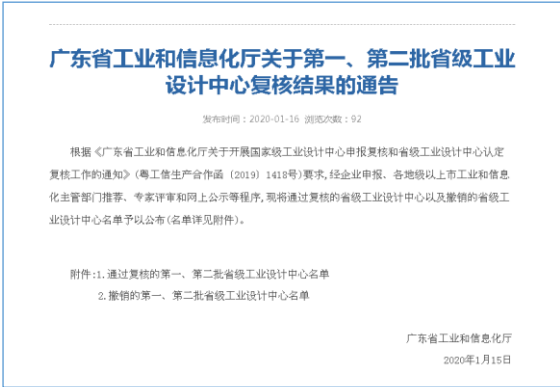 广东省工业和信息化厅关于第一、第二批省级工业
设计中心复核结果的通告
发布时间：2020-01-16 浏览次数：92
根据《广东省工业和信息化厅关于开展国家级工业设计中心申报复核和省级工业设计中心认定
复核工作的通知》(粤工信生产合作函〔2019〕1418号)要求,经企业申报、各地级以上市工业和信息
化主管部门推荐、专家评审和网上公示等程序,现将通过复核的省级工业设计中心以及撤销的省级工
业设计中心名单予以公布(名单详见附件)。
附件:1.通过复核的第一、第二批省级工业设计中心名单
2.撤销的第一、第二批省级工业设计中心名单
广东省工业和信息化厅
2020年1月15日